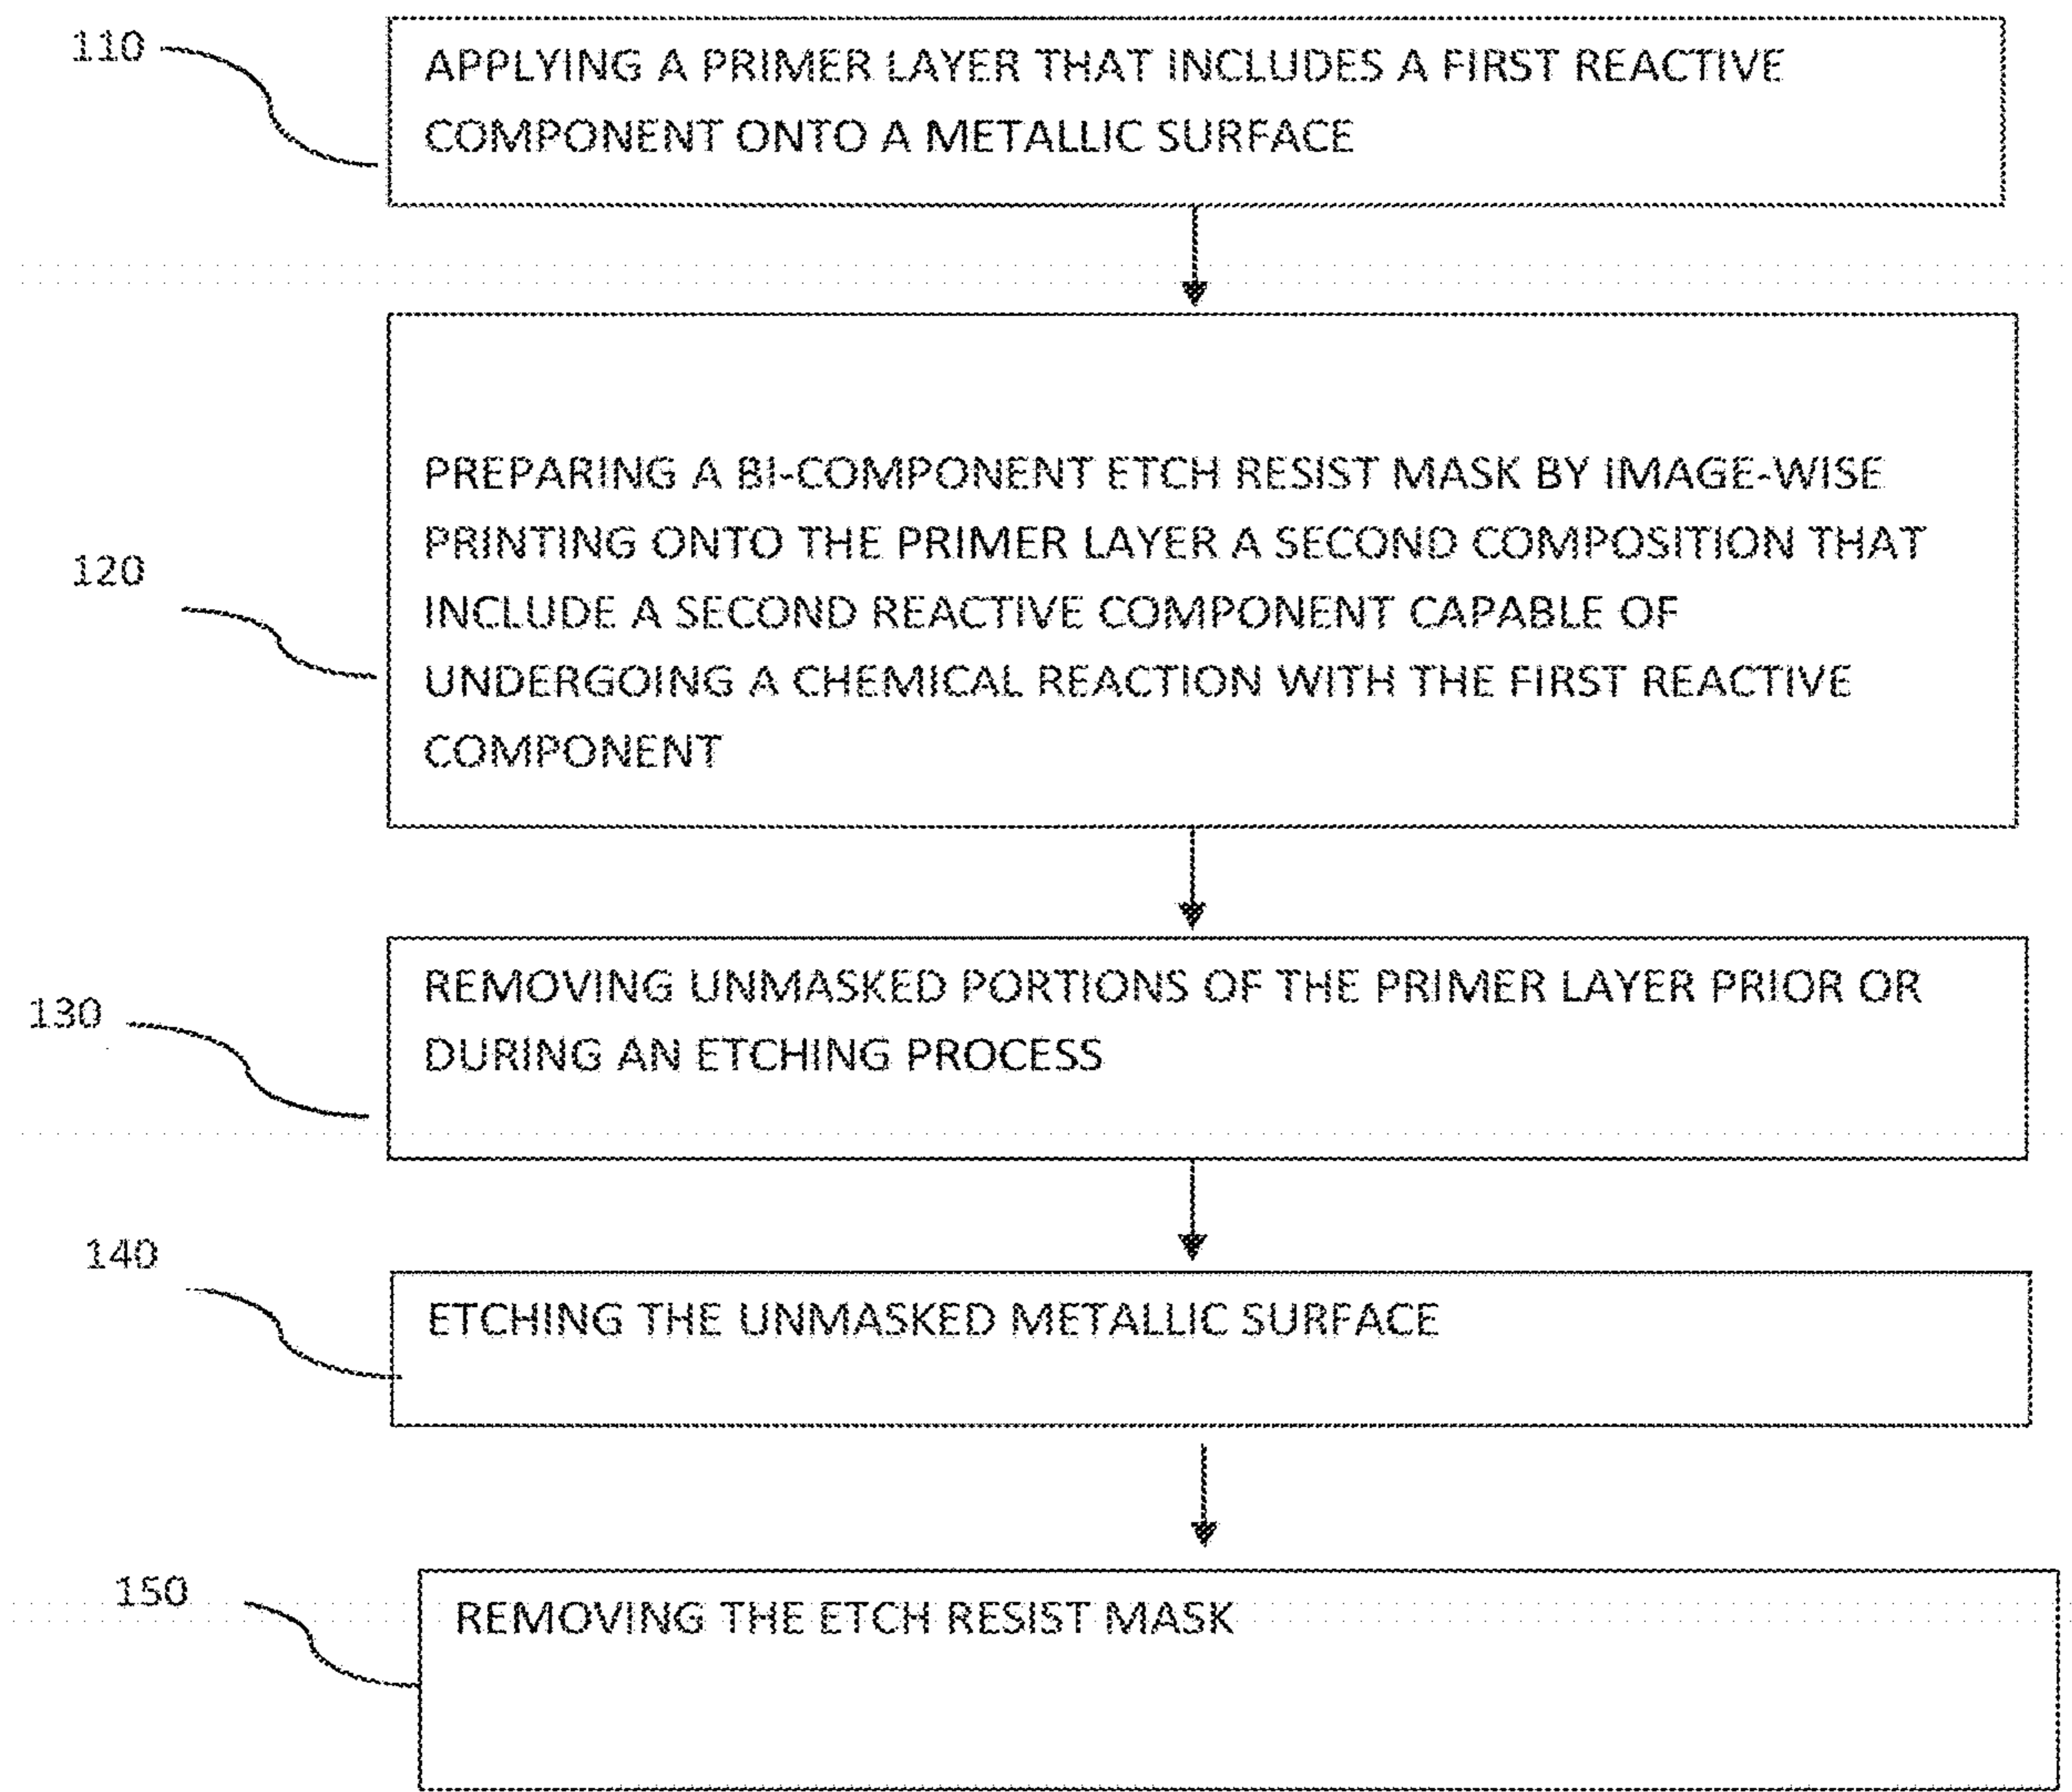 110
APPLYING A PRIMER LAYER THAT INCLUDES A FIRST REACTIVE
COMPONENT ONTO A METALLIC SURFACE
120
PREPARING A BI-COMPONENT ETCH RESIST MASK BY IMAGE-WISE
PRINTING ONTO THE PRIMER LAYER A SECOND COMPOSITION THAT
INCLUDE A SECOND REACTIVE COMPONENT CAPABLE OF
UNDERGOING A CHEMICAL REACTION WITH THE FIRST REACTIVE
COMPONENT
130
REMOVING UNMASKED PORTIONS OF THE PRIMER LAYER PRIOR OR
DURING AN ETCHING PROCESS
140
ETCHING THE UNMASKED METALLIC SURFACE
150
REMOVING THE ETCH RESIST MASK